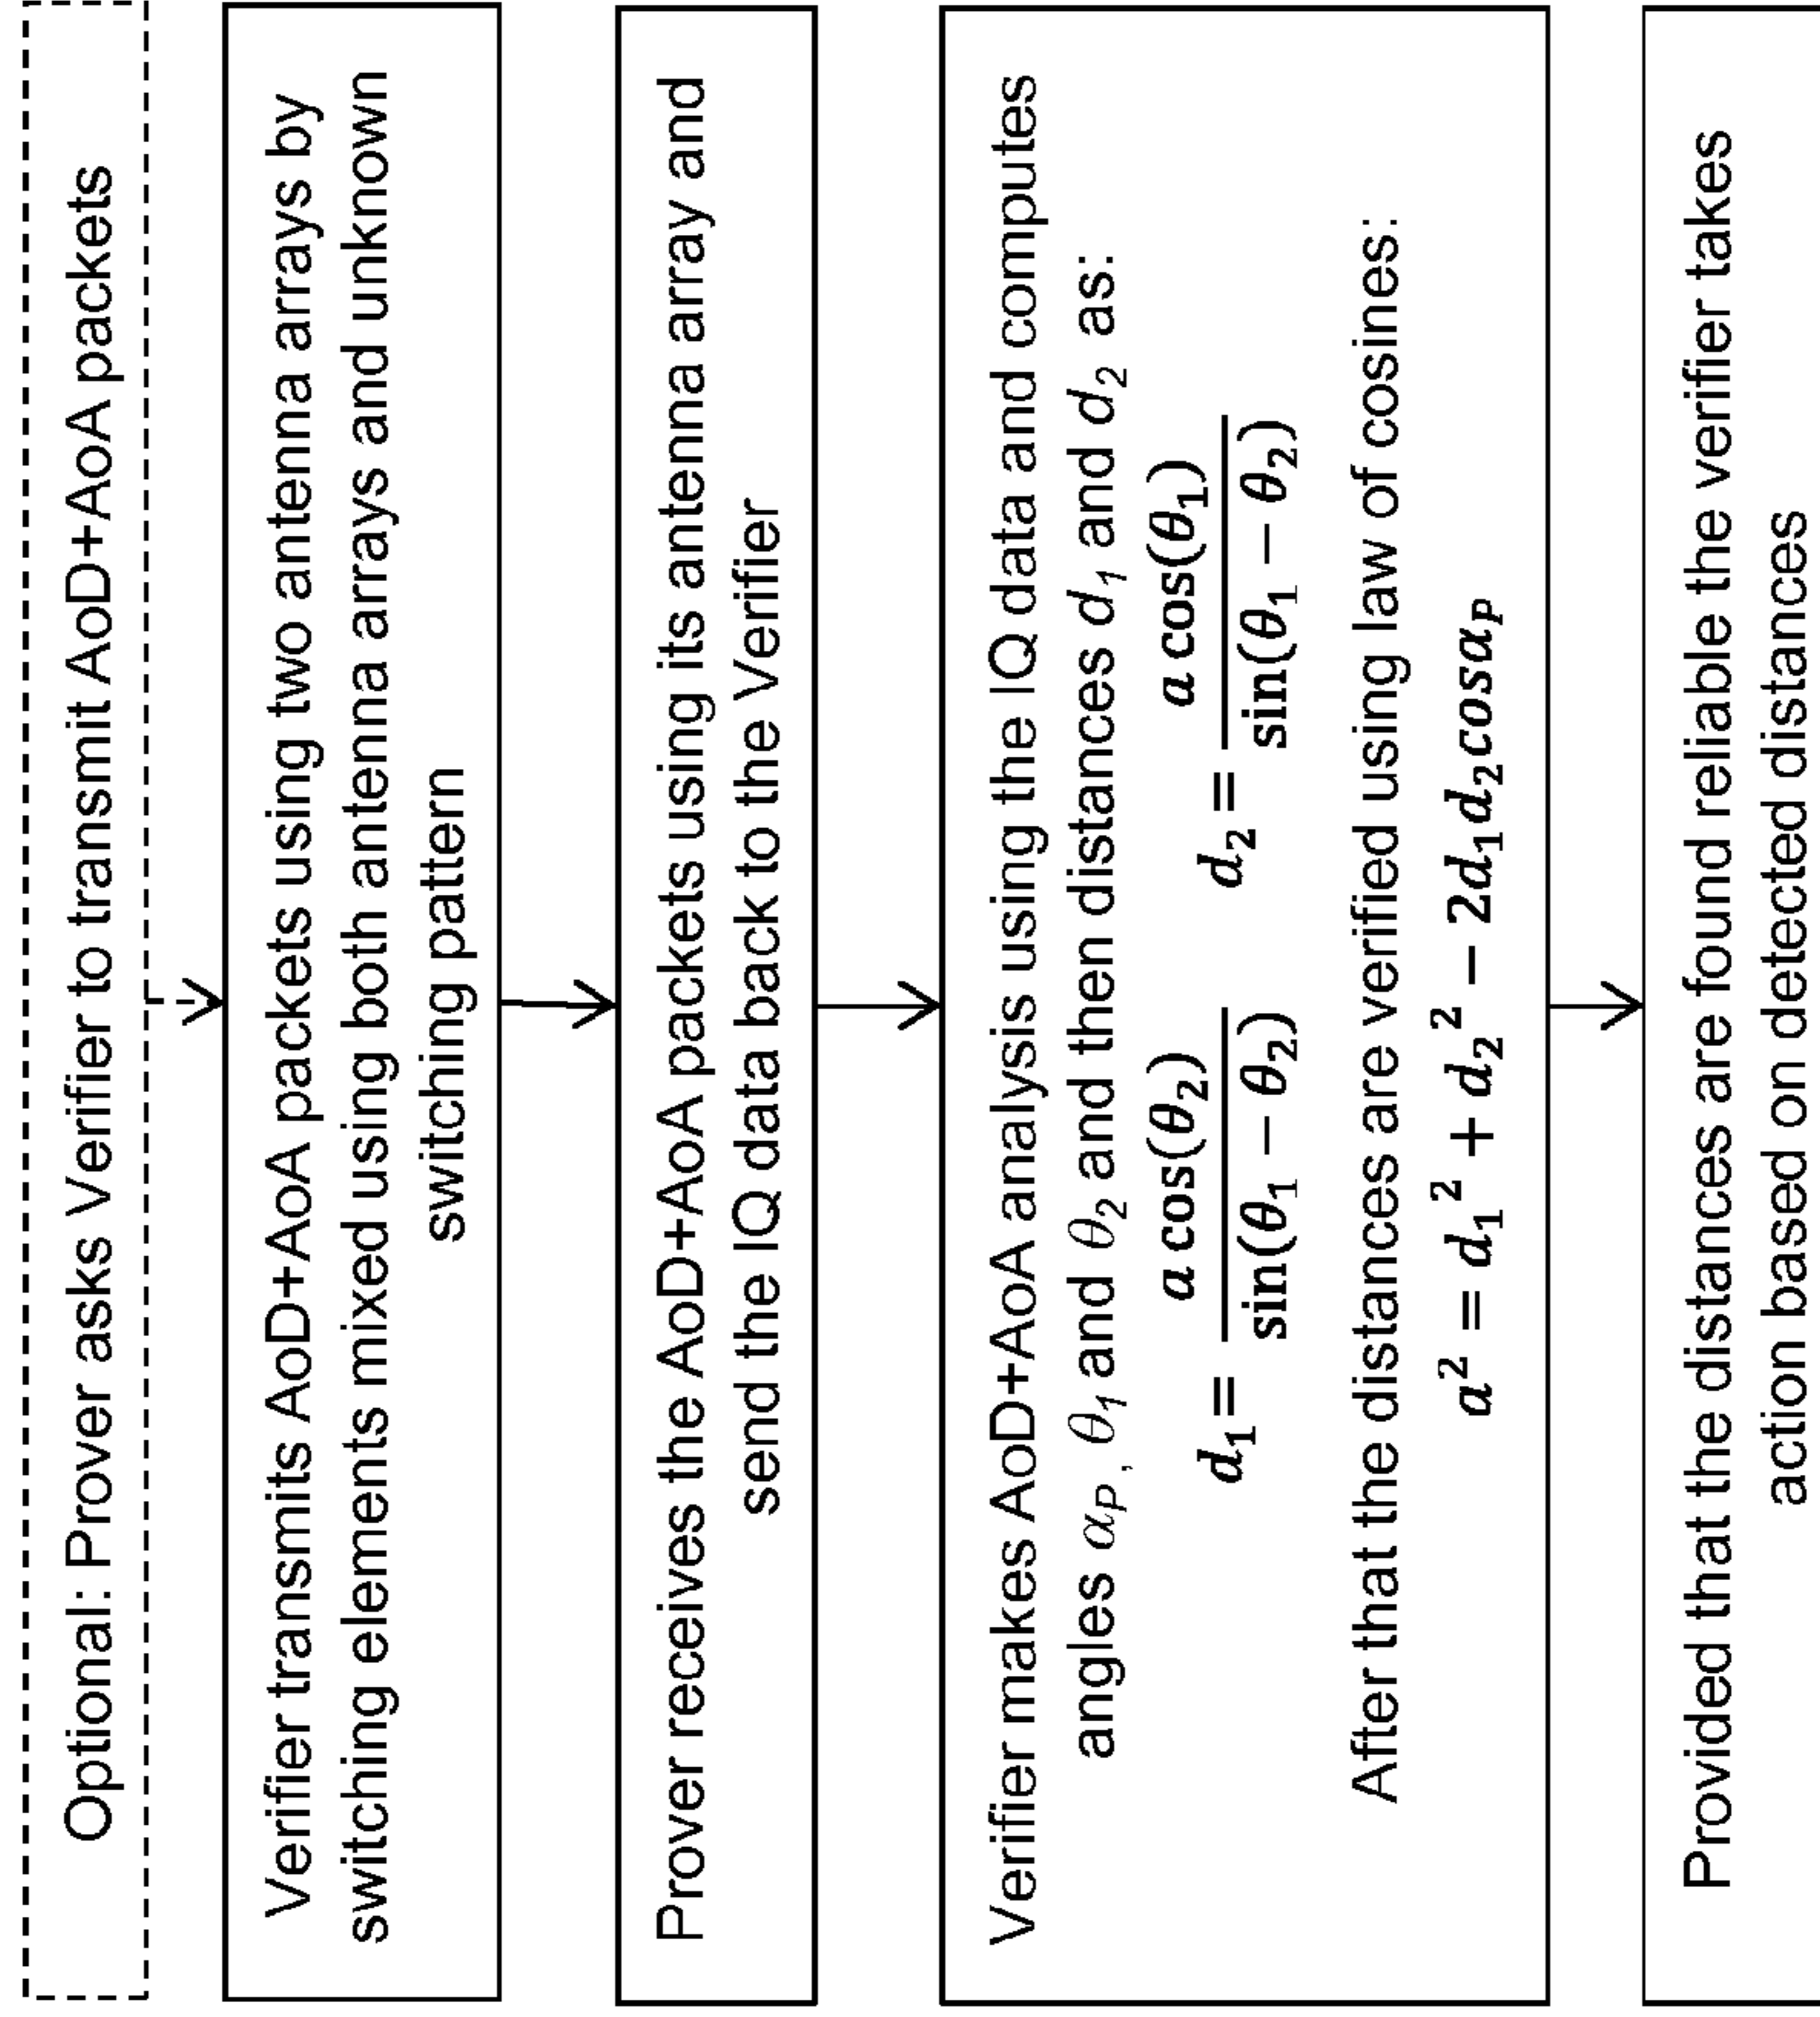 Optional: Prover asks Verifier to transmit AoD+AoA packets
Verifier transmits AoD+AoA packets using two antenna arrays by
switching elements mixed using both antenna arrays and unknown
switching pattern
Prover receives the AoD+AoA packets using its antenna array and
send the IQ data back to the Verifier
Verifier makes AoD+AoA analysis using the IQ data and computes
angles α_P, θ_1 and θ_2 and then distances d_1 and d_2 as:
d_1 = a cos(θ_2) / sin(θ_1 − θ_2) d_2 = a cos(θ_1) / sin(θ_1 − θ_2)
After that the distances are verified using law of cosines:
a^2 = d_1^2 + d_2^2 − 2d_1d_2cosα_P
Provided that the distances are found reliable the verifier takes
action based on detected distances